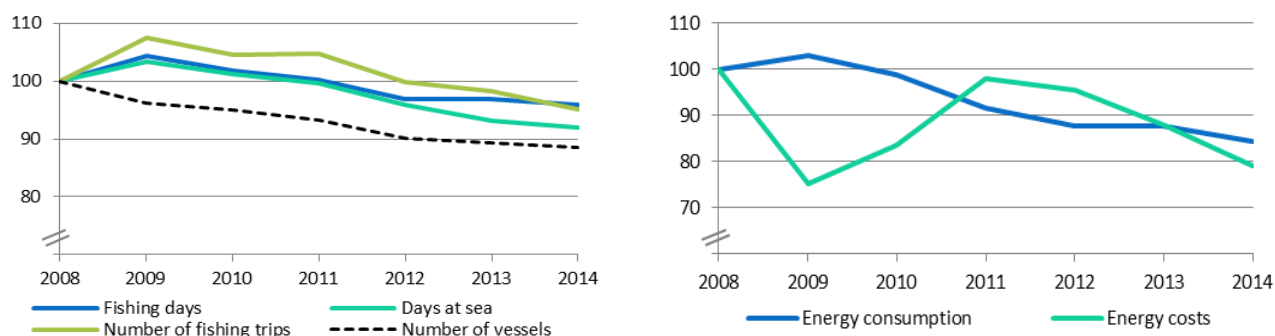 110
100
90
80
2008 2009 2010 2011 2012 2013 2014
Fishing days Days at sea
Number of fishing trips Number of vessels
110
100
90
80
70
2008 2009 2010 2011 2012 2013 2014
Energy consumption Energy costs